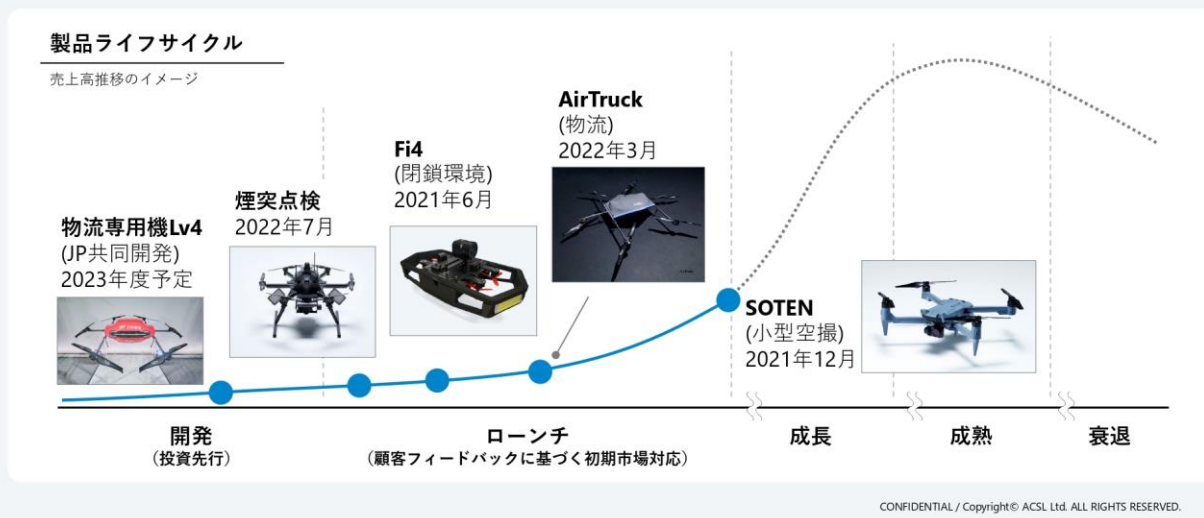 製品ライフサイクル
売上高推移のイメージ
物流専用機Lv4
(JP共同開発)
2023年度予定
煙突点検
2022年7月
Fi4
(閉鎖環境)
2021年6月
AirTruck
(物流)
2022年3月
SOTEN
(小型空撮)
2021年12月
開発
(投資先行)
ローンチ
(顧客フィードバックに基づく初期市場対応)
成長
成熟
衰退
CONFIDENTIAL / Copyright© ACSL Ltd. ALL RIGHTS RESERVED.